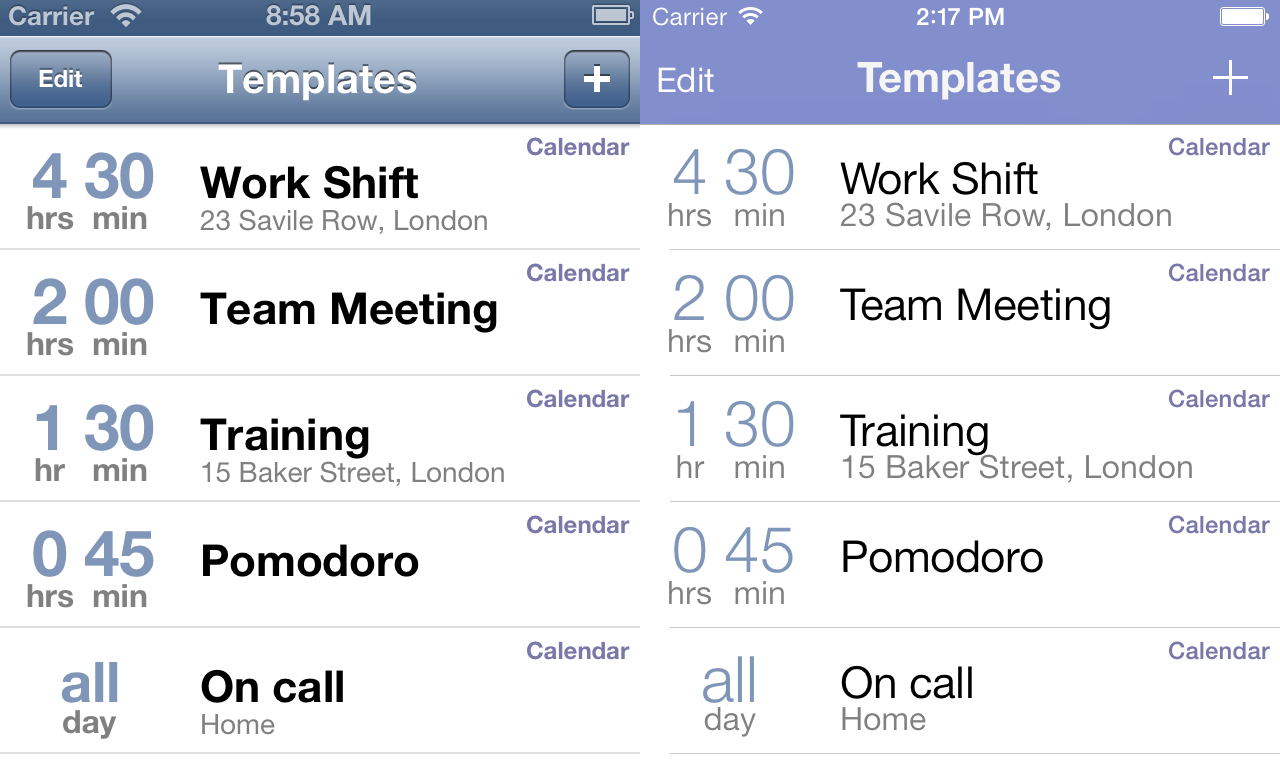 Carrier 8:58 AM
Edit Templates +
Calendar
4 30 Work Shift
hrs min 23 Savile Row, London
Calendar
2 00 Team Meeting
hrs min
Calendar
1 30 Training
hr min 15 Baker Street, London
Calendar
0 45 Pomodoro
hrs min
Calendar
all On call
day Home
Carrier 2:17 PM
Edit Templates +
Calendar
4 30 Work Shift
hrs min 23 Savile Row, London
Calendar
2 00 Team Meeting
hrs min
Calendar
1 30 Training
hr min 15 Baker Street, London
Calendar
0 45 Pomodoro
hrs min
Calendar
all On call
day Home